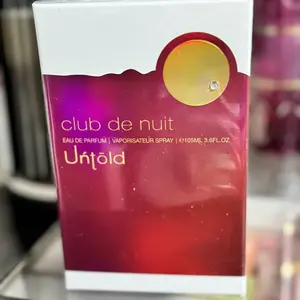 club de nuit
EAU DE PARFUM | VAPORISATEUR SPRAY | ℮105ML 3.6FL.OZ
Untold